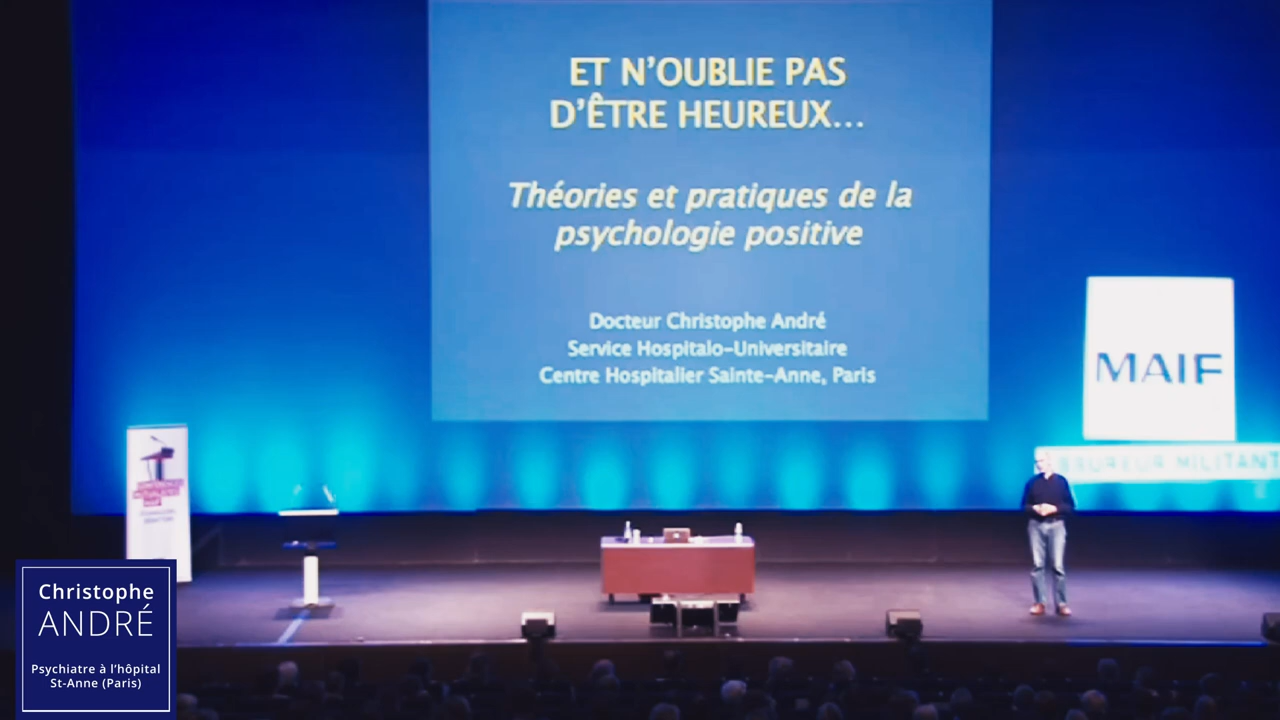 ET N'OUBLIE PAS
D'ÊTRE HEUREUX...
Théories et pratiques de la
psychologie positive
Docteur Christophe André
Service Hospitalo-Universitaire
Centre Hospitalier Sainte-Anne, Paris
MAIF
MILITANT
Christophe
ANDRÉ
Psychiatre à l'hôpital
St-Anne (Paris)